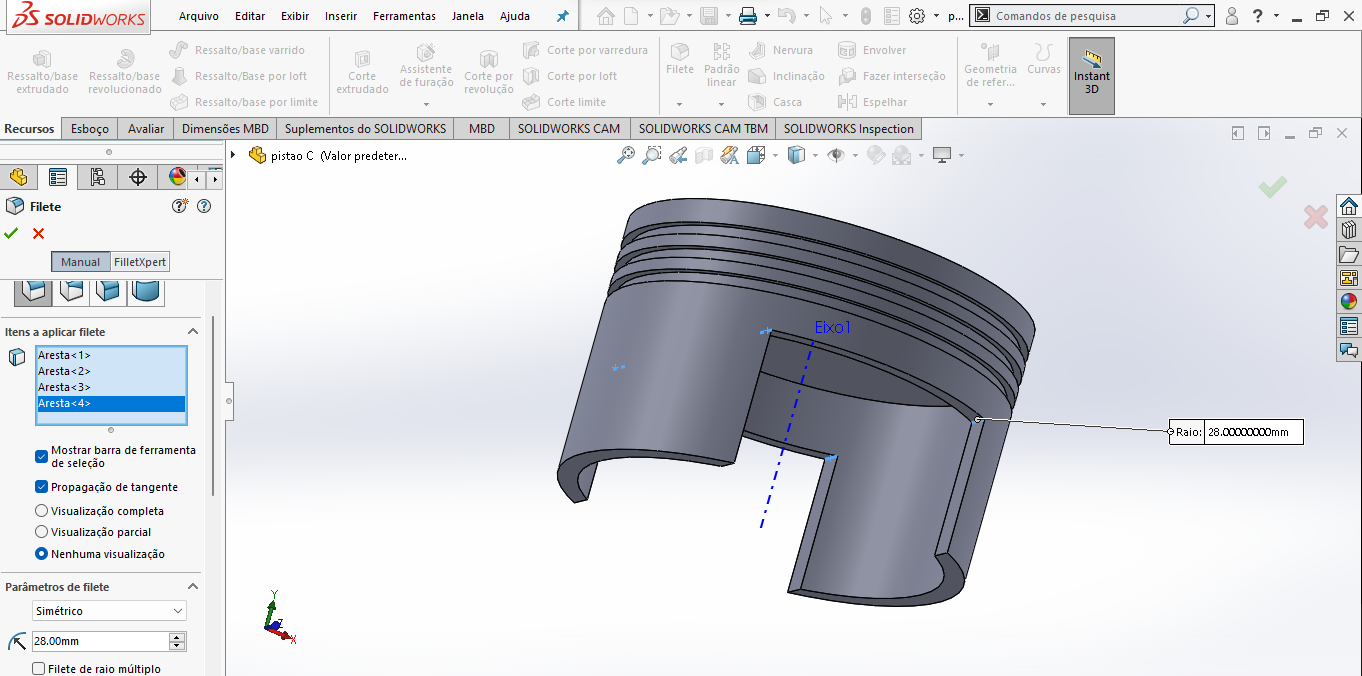 SOLIDWORKS
Arquivo Editar Exibir Inserir Ferramentas Janela Ajuda
p... Comandos de pesquisa
Ressalto/base extrudado
Ressalto/base revolucionado
Ressalto/base varrido
Ressalto/Base por loft
Ressalto/base por limite
Corte extrudado
Assistente de furação
Corte por revolução
Corte por varredura
Corte por loft
Corte limite
Filete
Padrão linear
Nervura
Inclinação
Casca
Envolver
Fazer interseção
Espelhar
Geometria de refer...
Curvas
Instant 3D
Recursos Esboço Avaliar Dimensões MBD Suplementos do SOLIDWORKS MBD SOLIDWORKS CAM SOLIDWORKS CAM TBM SOLIDWORKS Inspection
pistao C (Valor predeter...
Filete
Manual FilletXpert
Itens a aplicar filete
Aresta<1>
Aresta<2>
Aresta<3>
Aresta<4>
Mostrar barra de ferramenta
de seleção
Propagação de tangente
Visualização completa
Visualização parcial
Nenhuma visualização
Parâmetros de filete
Simétrico
28.00mm
Filete de raio múltiplo
Eixo1
Raio: 28.00000000mm
Y
Z
X